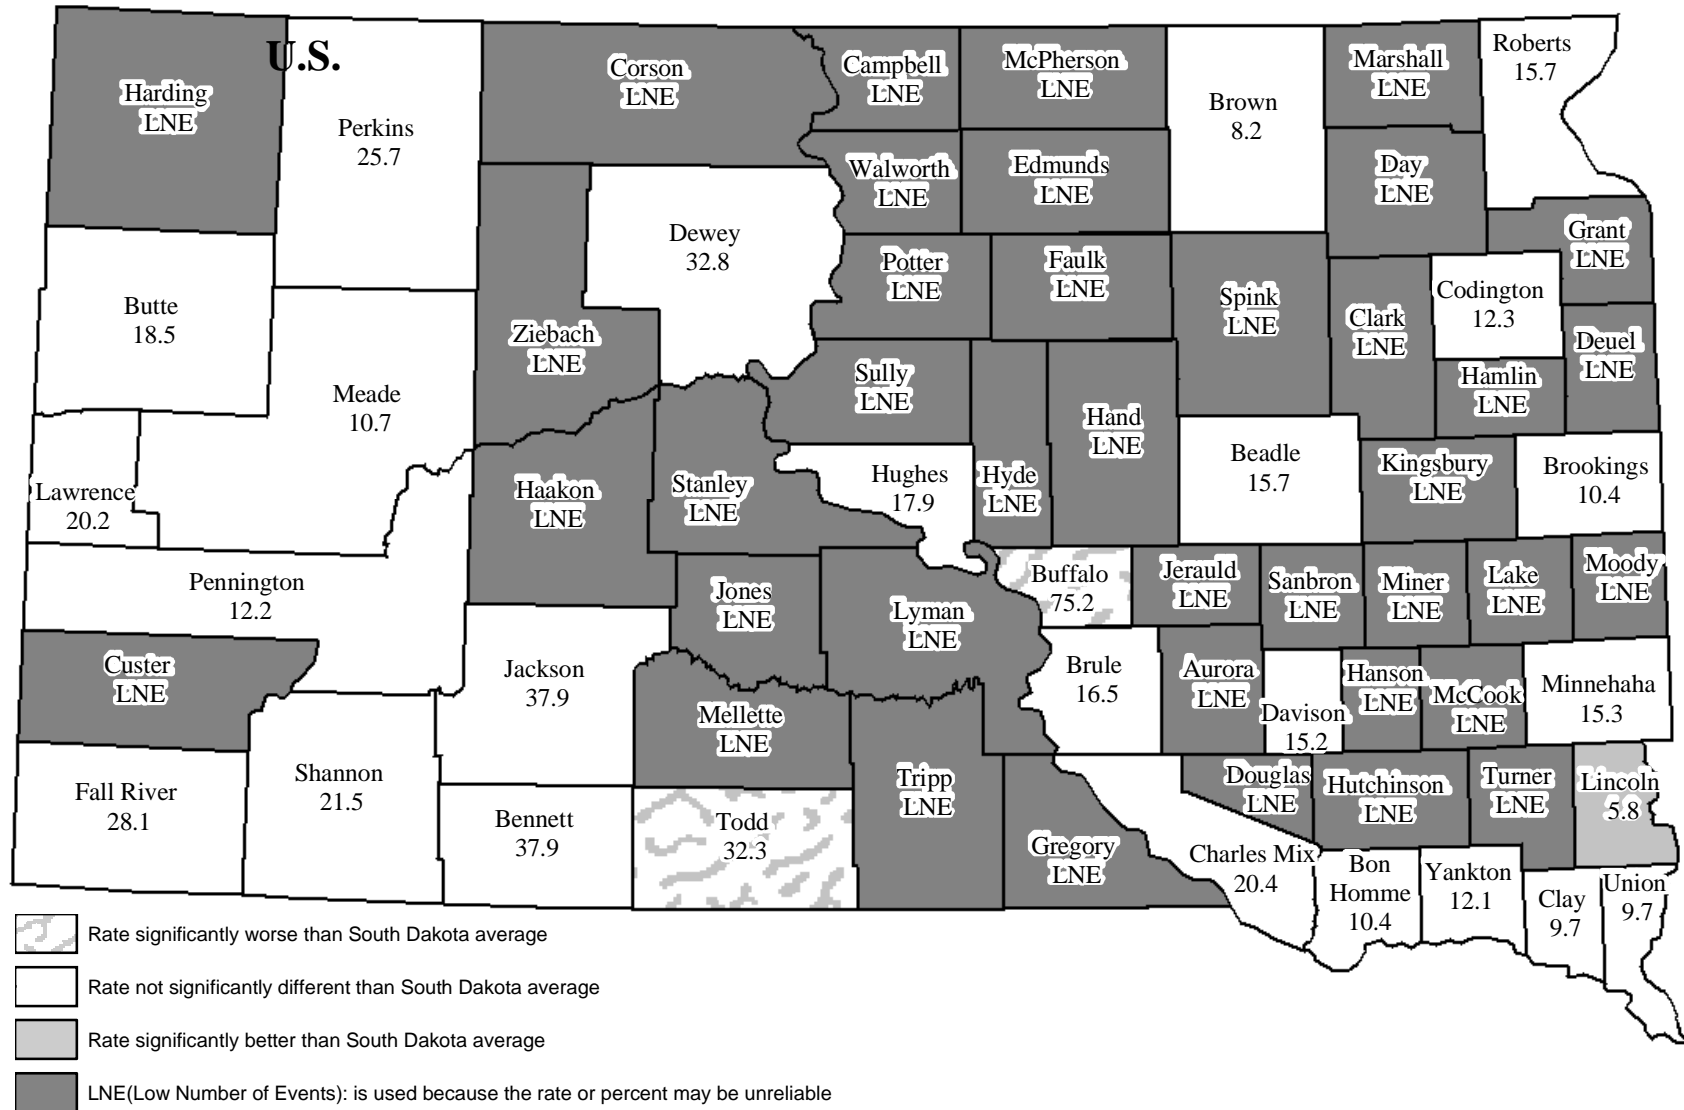 U.S.
Harding
LNE
Perkins
25.7
Corson
LNE
Campbell
LNE
McPherson
LNE
Brown
8.2
Marshall
LNE
Roberts
15.7
Walworth
LNE
Edmunds
LNE
Day
LNE
Grant
LNE
Butte
18.5
Dewey
32.8
Potter
LNE
Faulk
LNE
Spink
LNE
Clark
LNE
Codington
12.3
Deuel
LNE
Ziebach
LNE
Meade
10.7
Sully
LNE
Hand
LNE
Hamlin
LNE
Lawrence
20.2
Haakon
LNE
Stanley
LNE
Hughes
17.9
Hyde
LNE
Beadle
15.7
Kingsbury
LNE
Brookings
10.4
Pennington
12.2
Jones
LNE
Lyman
LNE
Buffalo
75.2
Jerauld
LNE
Sanbron
LNE
Miner
LNE
Lake
LNE
Moody
LNE
Custer
LNE
Jackson
37.9
Mellette
LNE
Brule
16.5
Aurora
LNE
Davison
15.2
Hanson
LNE
McCook
LNE
Minnehaha
15.3
Fall River
28.1
Shannon
21.5
Bennett
37.9
Todd
32.3
Tripp
LNE
Gregory
LNE
Douglas
LNE
Hutchinson
LNE
Turner
LNE
Lincoln
5.8
Charles Mix
20.4
Bon
Homme
10.4
Yankton
12.1
Clay
9.7
Union
9.7
Rate significantly worse than South Dakota average
Rate not significantly different than South Dakota average
Rate significantly better than South Dakota average
LNE(Low Number of Events): is used because the rate or percent may be unreliable